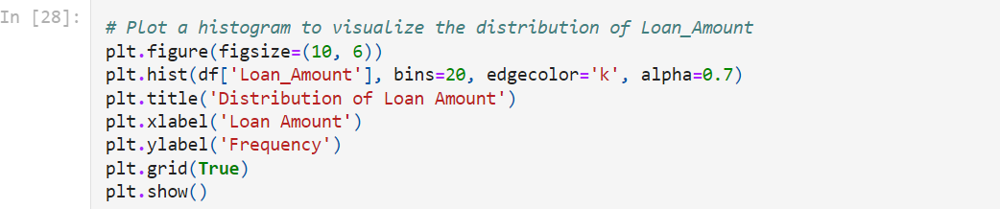 In [28]:
# Plot a histogram to visualize the distribution of Loan_Amount
plt.figure(figsize=(10, 6))
plt.hist(df['Loan_Amount'], bins=20, edgecolor='k', alpha=0.7)
plt.title('Distribution of Loan Amount')
plt.xlabel('Loan Amount')
plt.ylabel('Frequency')
plt.grid(True)
plt.show()